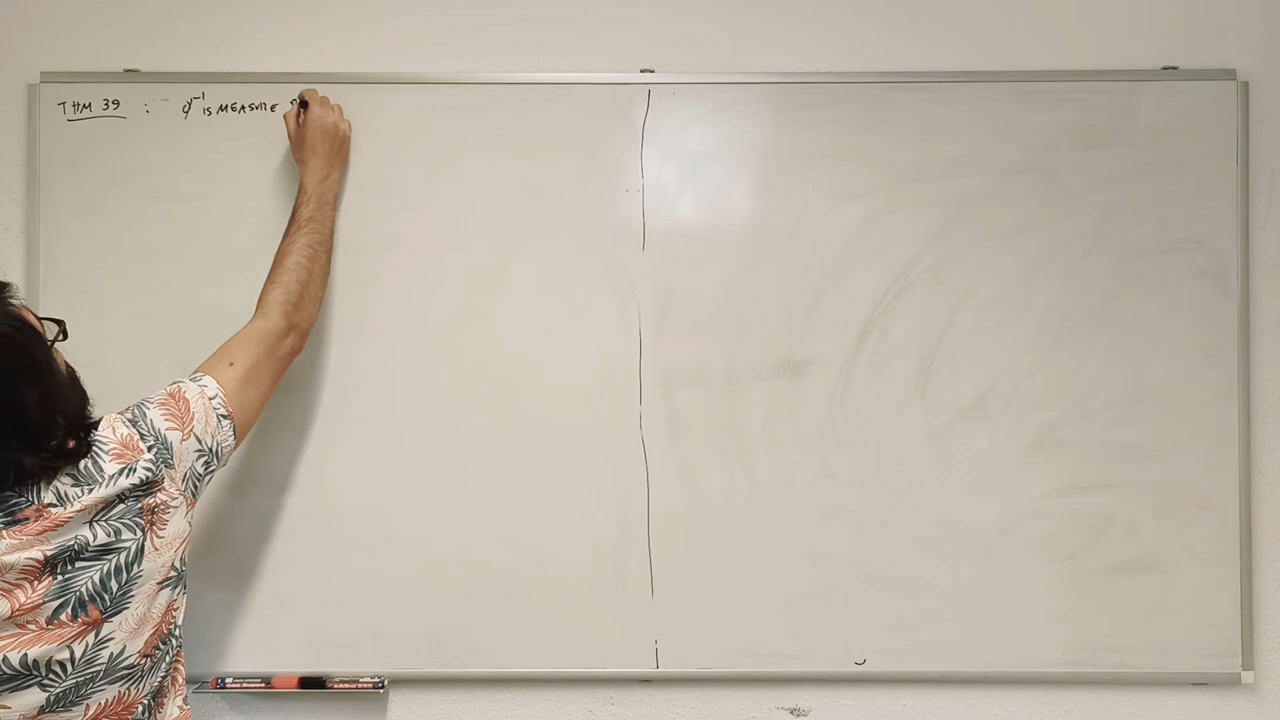 THM 39 : φ⁻¹ IS MEASURE